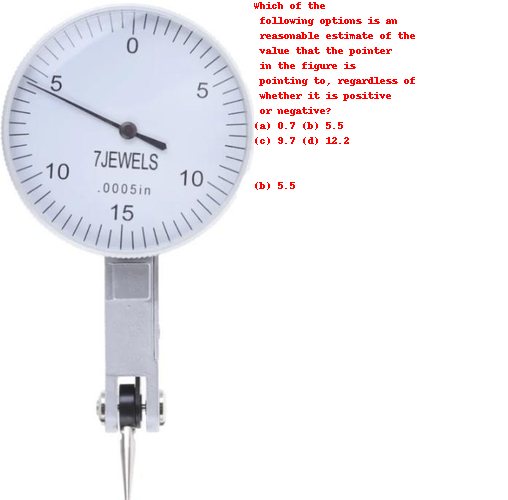 0
5
5
7JEWELS
10
10
.0005in
15
which of the
following options is an
reasonable estimate of the
value that the pointer
in the figure is
pointing to, regardless of
whether it is positive
or negative?
(a) 0.7 (b) 5.5
(c) 9.7 (d) 12.2
(b) 5.5